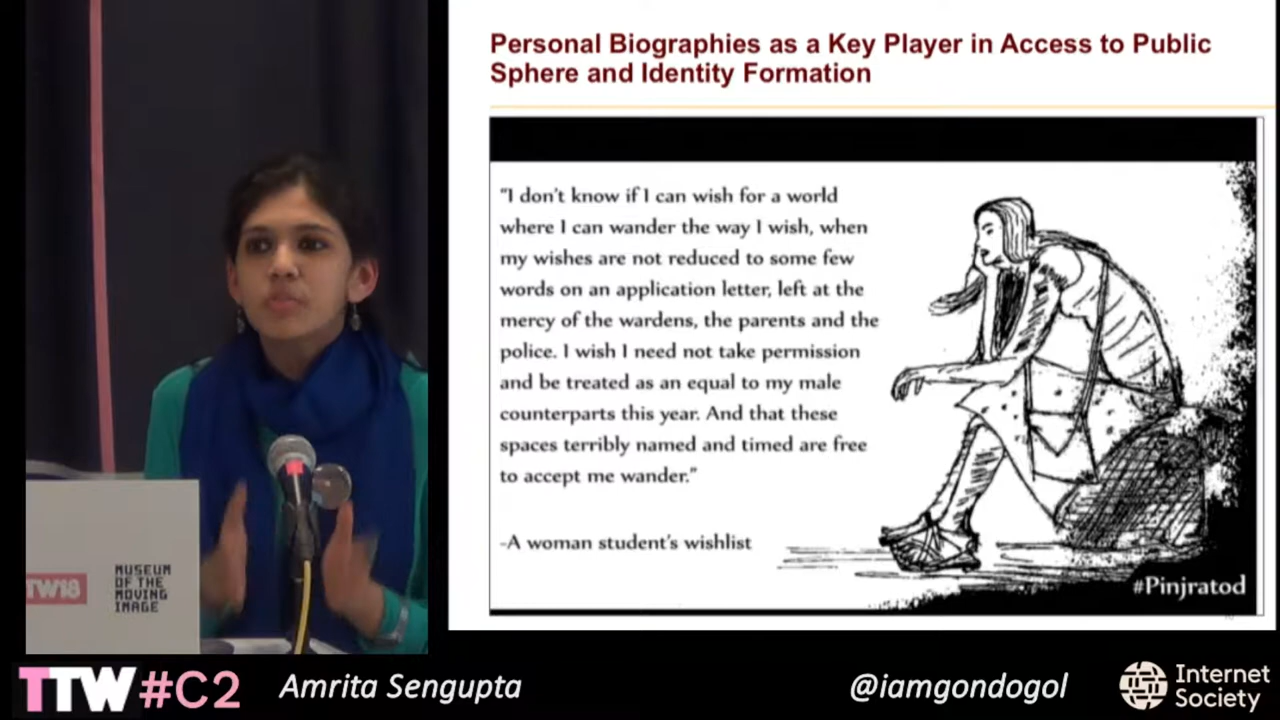 Personal Biographies as a Key Player in Access to Public
Sphere and Identity Formation
“I don’t know if I can wish for a world
where I can wander the way I wish, when
my wishes are not reduced to some few
words on an application letter, left at the
mercy of the wardens, the parents and the
police. I wish I need not take permission
and be treated as an equal to my male
counterparts this year. And that these
spaces terribly named and timed are free
to accept me wander.”
-A woman student’s wishlist
#Pinjratod
TW18
MUSEUM
OF THE
MOVING
IMAGE
TTW#C2
Amrita Sengupta
@iamgondogol
Internet
Society